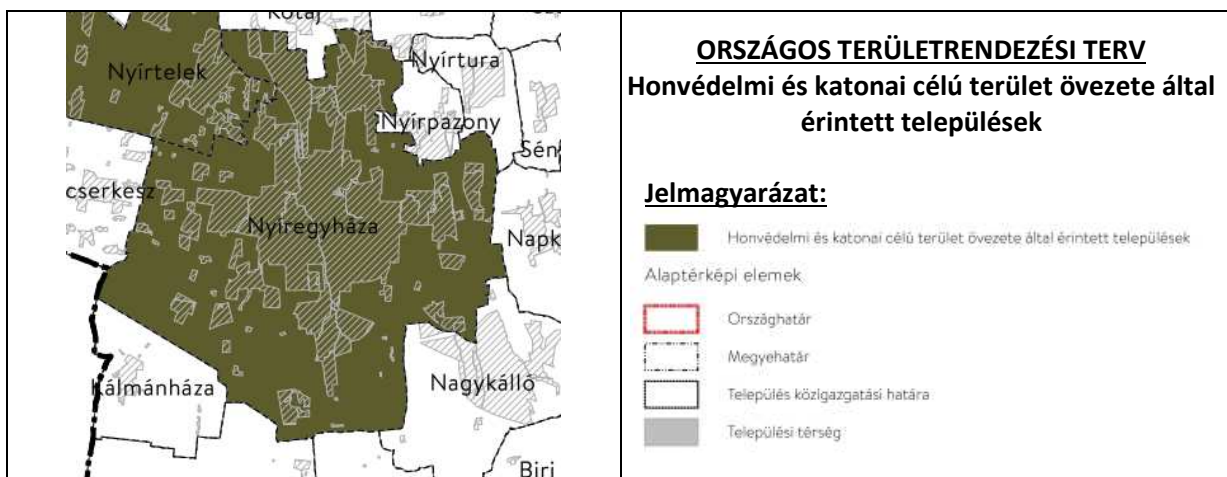 Kótaj
Nyírtelek
Nyírtura
Nyírpazony
Sén
cserkesz
Nyíregyháza
Napk
Kálmánháza
Nagykálló
Biri
ORSZÁGOS TERÜLETRENDEZÉSI TERV
Honvédelmi és katonai célú terület övezete által
érintett települések
Jelmagyarázat:
Honvédelmi és katonai célú terület övezete által érintett települések
Alaptérképi elemek
Országhatár
Megyehatár
Település közigazgatási határa
Települési térség